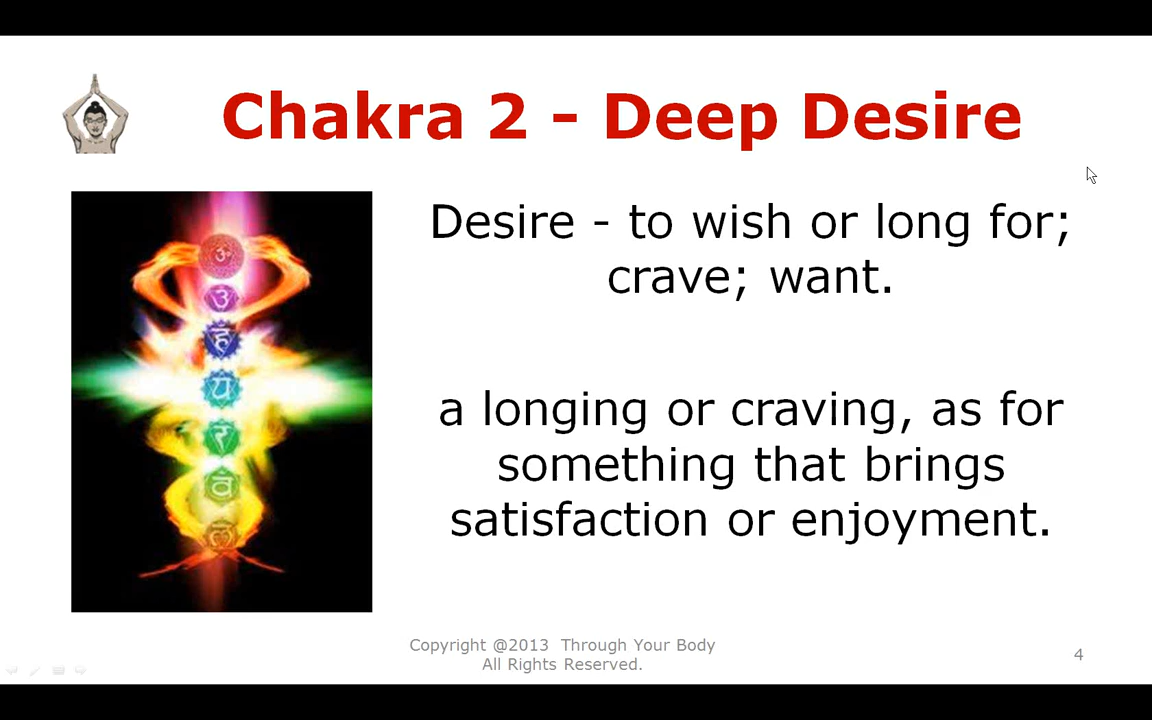 Chakra 2 - Deep Desire
Desire - to wish or long for;
crave; want.
a longing or craving, as for
something that brings
satisfaction or enjoyment.
ॐ
हं
य
रं
वं
Copyright @2013 Through Your Body
All Rights Reserved.
4